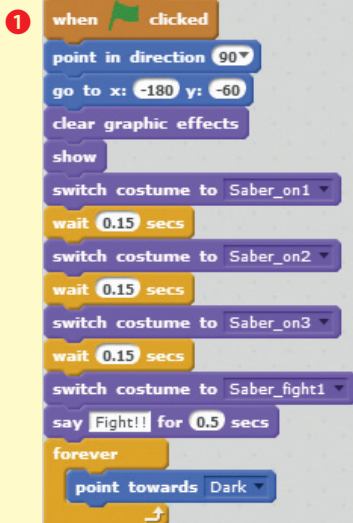 1
when clicked
point in direction 90
go to x: -180 y: -60
clear graphic effects
show
switch costume to Saber_on1
wait 0.15 secs
switch costume to Saber_on2
wait 0.15 secs
switch costume to Saber_on3
wait 0.15 secs
switch costume to Saber_fight1
say Fight!! for 0.5 secs
forever
point towards Dark